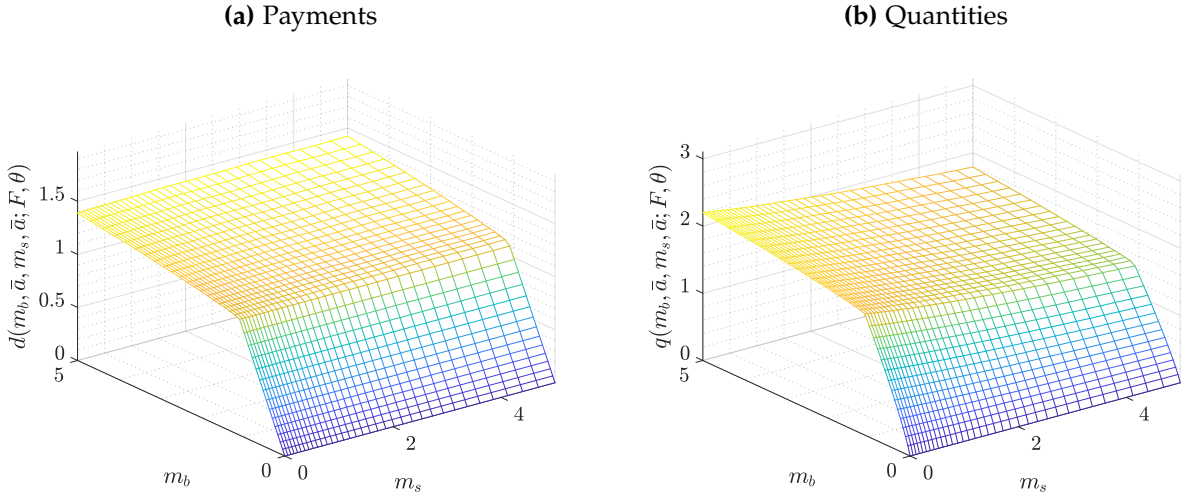 (a) Payments
(b) Quantities
d(m_b, ā, m_s, ā; F, θ)
1.5
1
0.5
0
5
m_b
0
0
2
4
m_s
q(m_b, ā, m_s, ā; F, θ)
3
2
1
0
5
m_b
0
0
2
4
m_s